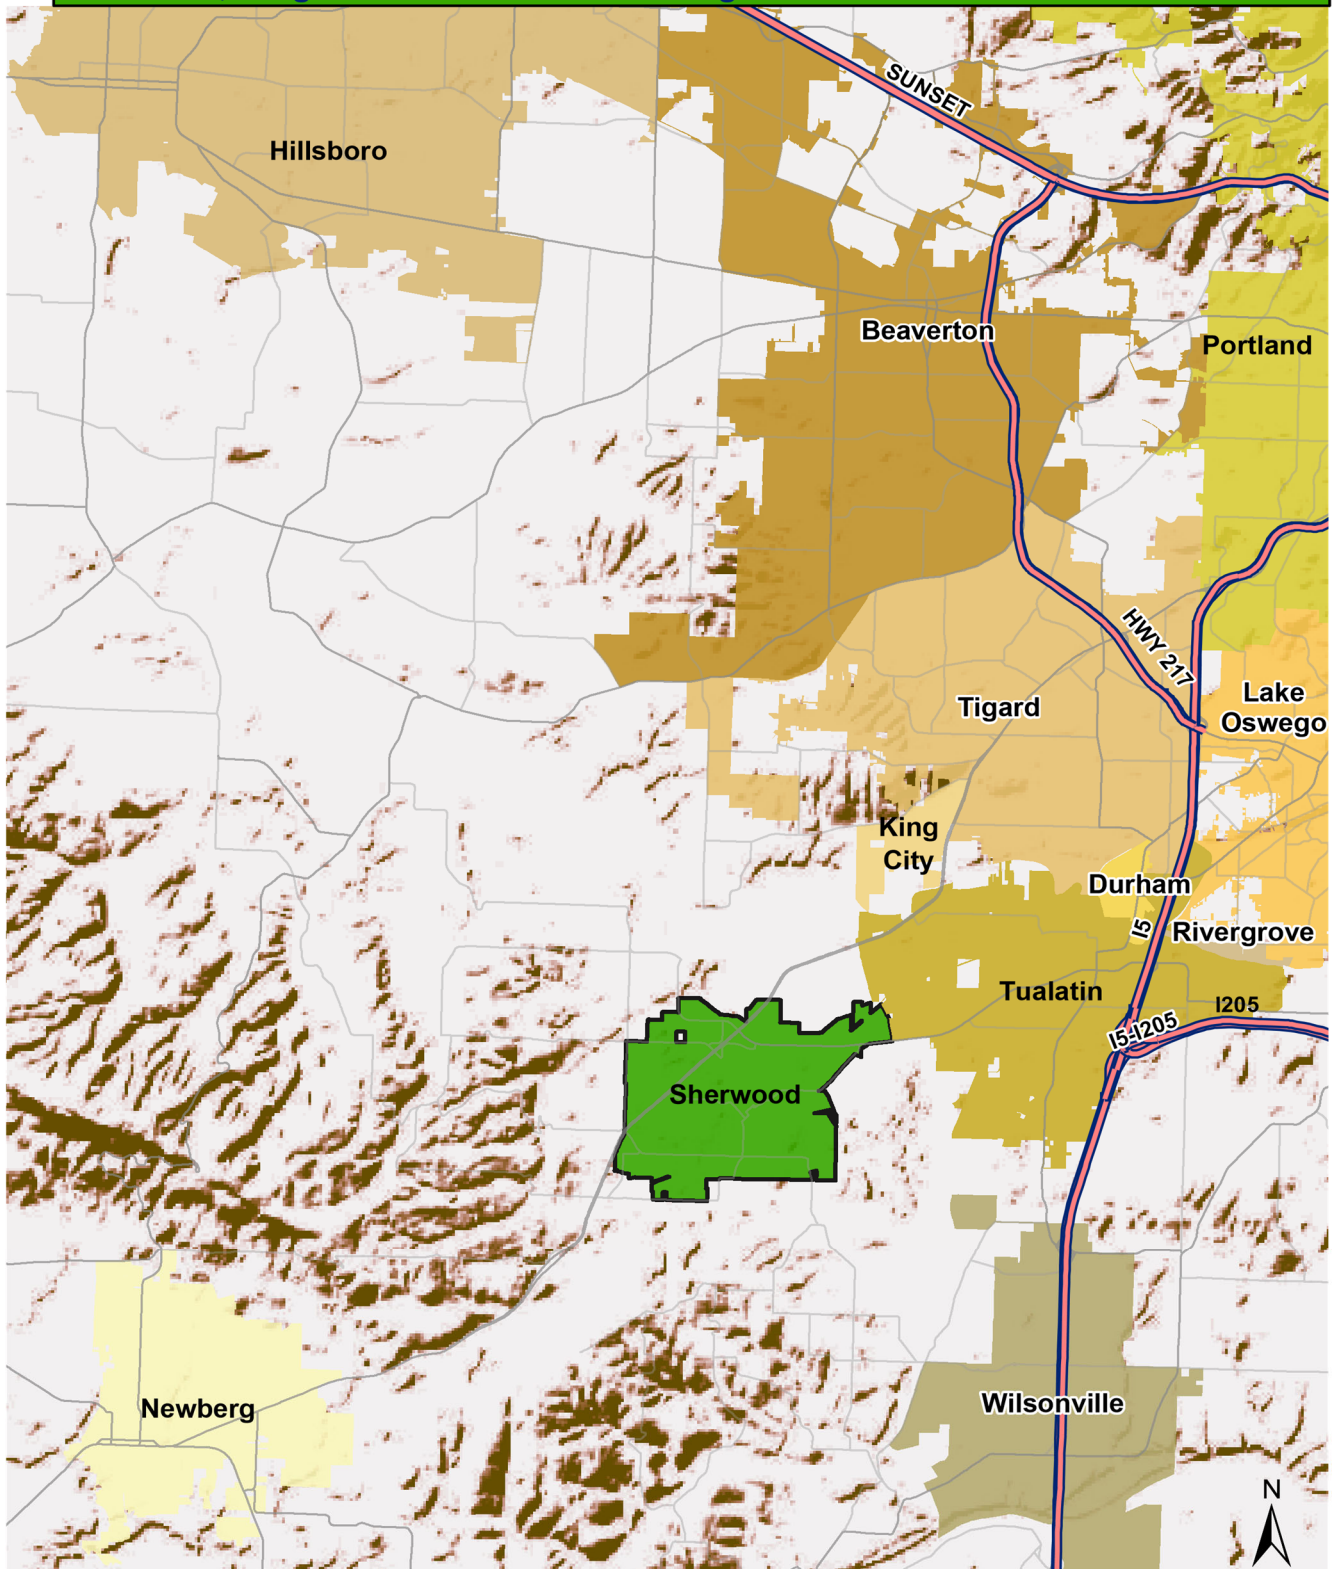 SUNSET
Hillsboro
Beaverton
Portland
HWY 217
Lake
Oswego
Tigard
King
City
Durham
I5
Rivergrove
Tualatin
I205
I5-I205
Sherwood
Wilsonville
Newberg
N